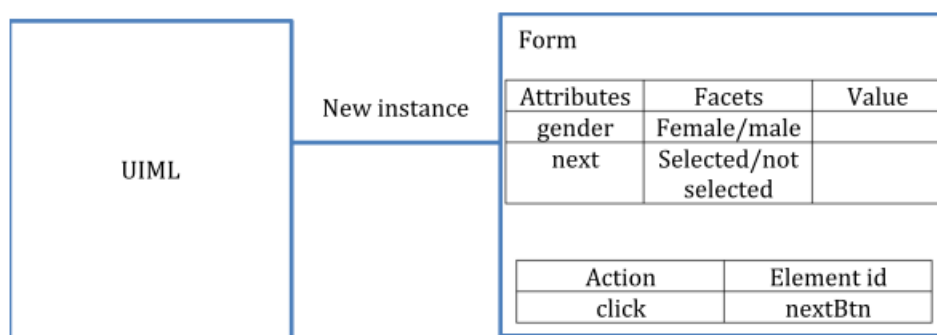 UIML
New instance
Form
Attributes Facets Value
gender Female/male
next Selected/not
selected
Action Element id
click nextBtn